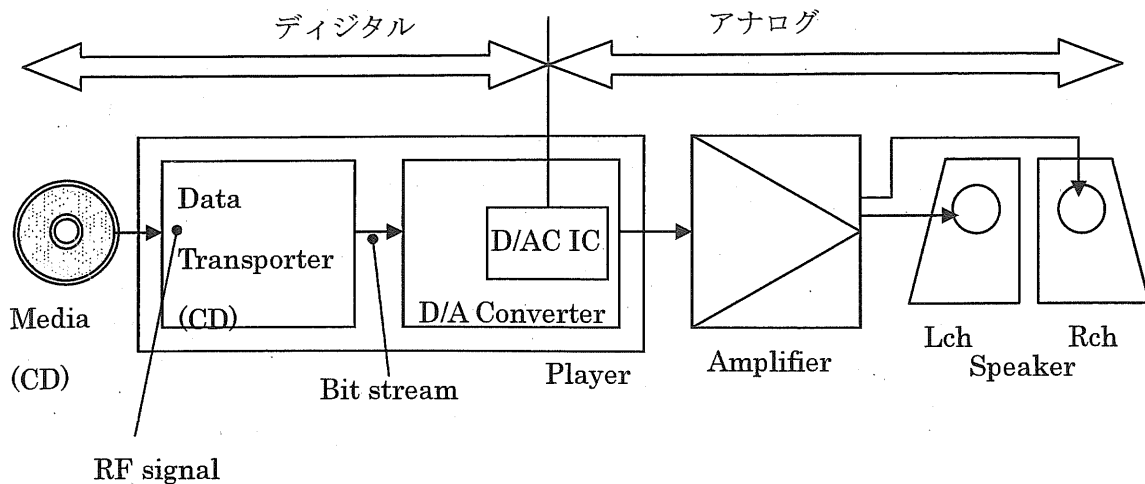 ディジタル
アナログ
Data
Transporter
(CD)
D/AC IC
D/A Converter
Media
(CD)
Bit stream
Player
RF signal
Amplifier
Lch
Rch
Speaker